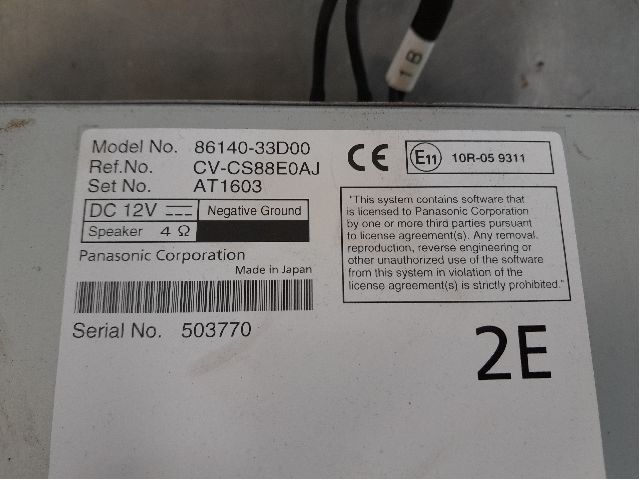 1B
Model No. 86140-33D00
Ref.No. CV-CS88E0AJ
Set No. AT1603
DC 12V Negative Ground
Speaker 4 Ω
Panasonic Corporation
Made in Japan
Serial No. 503770
CE E11 10R-05 9311
"This system contains software that
is licensed to Panasonic Corporation
by one or more third parties pursuant
to license agreement(s). Any removal,
reproduction, reverse engineering or
other unauthorized use of the software
from this system in violation of the
license agreement(s) is strictly prohibited."
2E